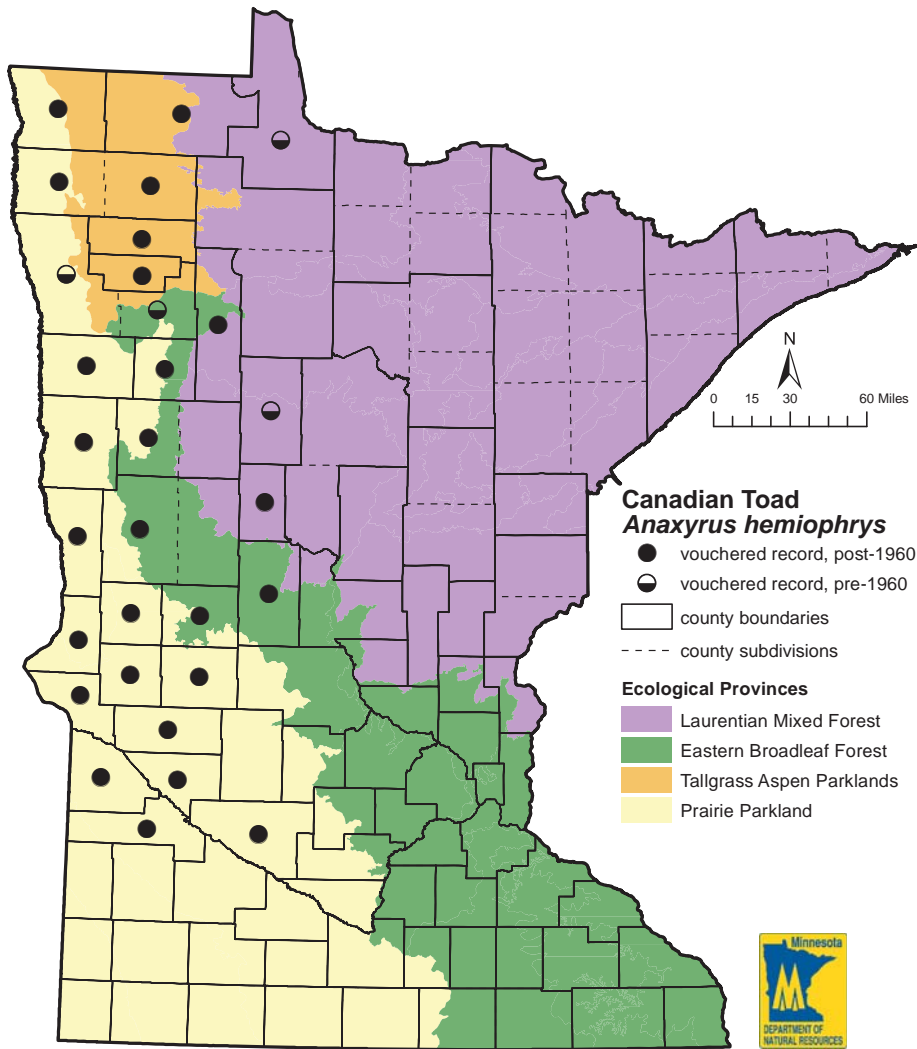 N
0 15 30 60 Miles
Canadian Toad
Anaxyrus hemiophrys
vouchered record, post-1960
vouchered record, pre-1960
county boundaries
county subdivisions
Ecological Provinces
Laurentian Mixed Forest
Eastern Broadleaf Forest
Tallgrass Aspen Parklands
Prairie Parkland
Minnesota
M
DEPARTMENT OF
NATURAL RESOURCES